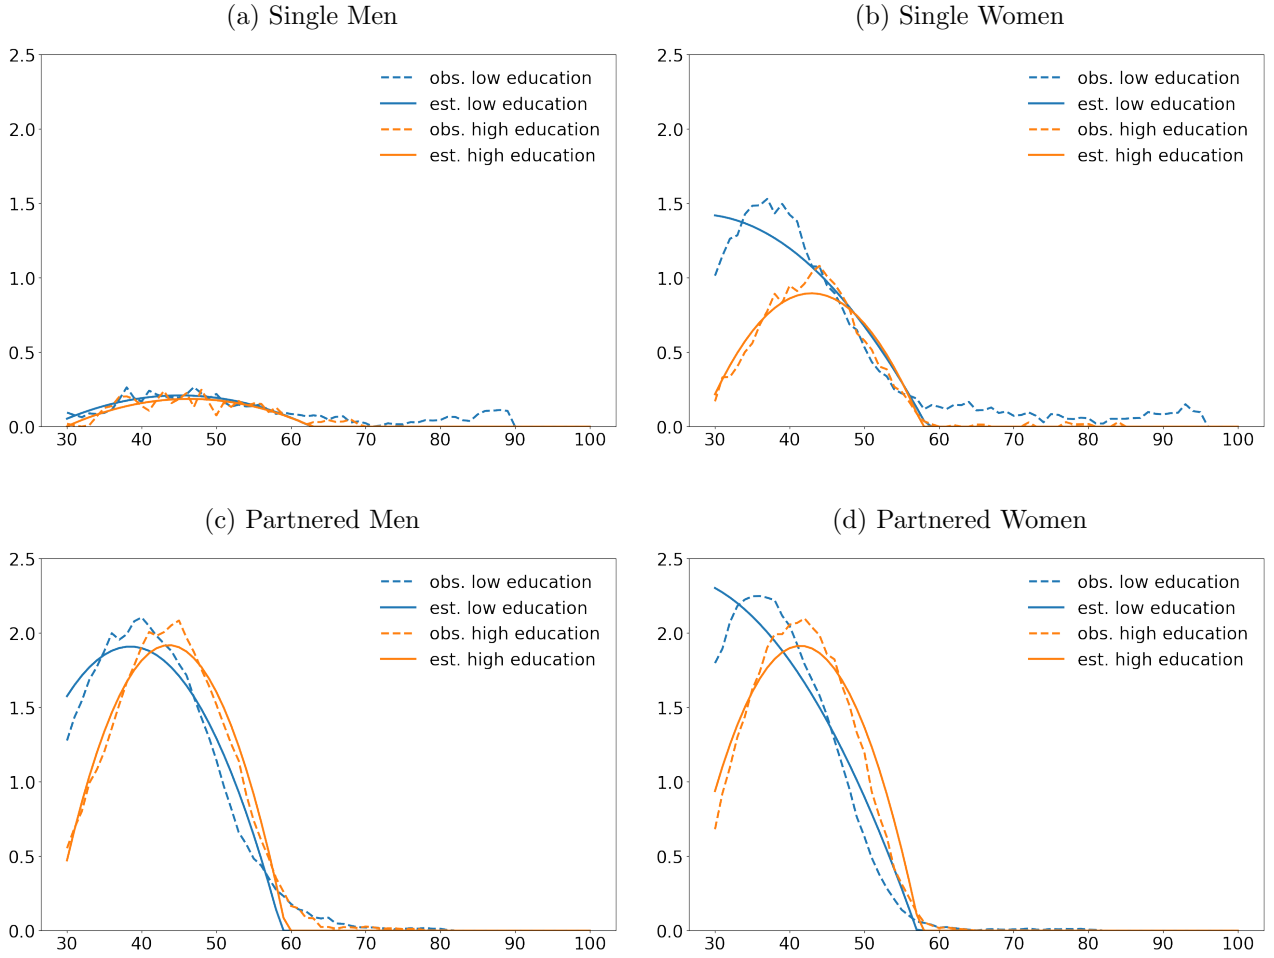 (a) Single Men
2.5
2.0
1.5
1.0
0.5
0.0
30 40 50 60 70 80 90 100
obs. low education
est. low education
obs. high education
est. high education
(b) Single Women
2.5
2.0
1.5
1.0
0.5
0.0
30 40 50 60 70 80 90 100
obs. low education
est. low education
obs. high education
est. high education
(c) Partnered Men
2.5
2.0
1.5
1.0
0.5
0.0
30 40 50 60 70 80 90 100
obs. low education
est. low education
obs. high education
est. high education
(d) Partnered Women
2.5
2.0
1.5
1.0
0.5
0.0
30 40 50 60 70 80 90 100
obs. low education
est. low education
obs. high education
est. high education